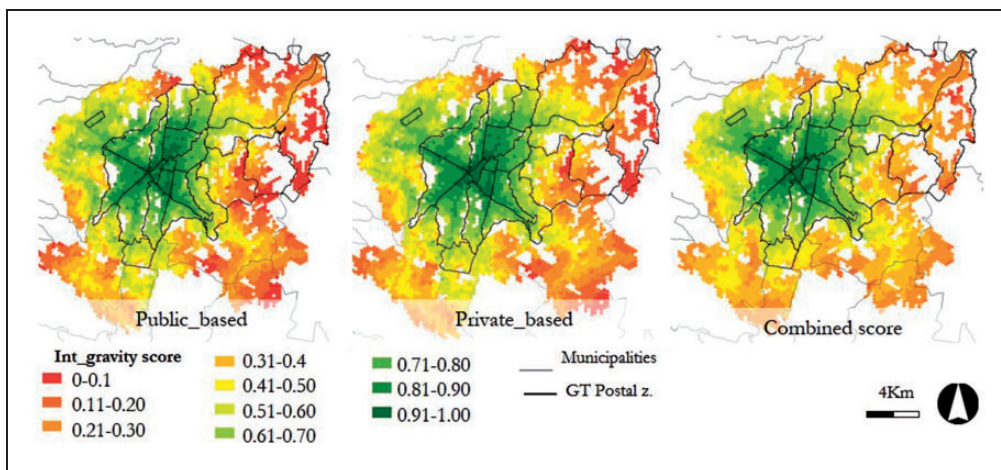 Public_based
Private_based
Combined score
Int_gravity score
0-0.1
0.11-0.20
0.21-0.30
0.31-0.4
0.41-0.50
0.51-0.60
0.61-0.70
0.71-0.80
0.81-0.90
0.91-1.00
Municipalities
GT Postal z.
4Km